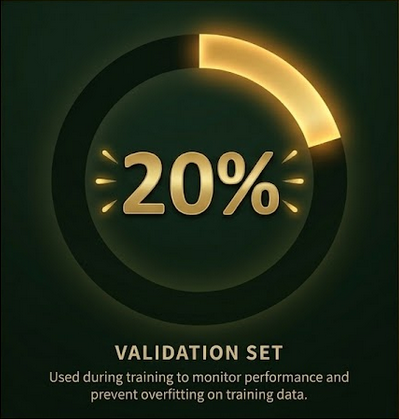 20%
VALIDATION SET
Used during training to monitor performance and
prevent overfitting on training data.